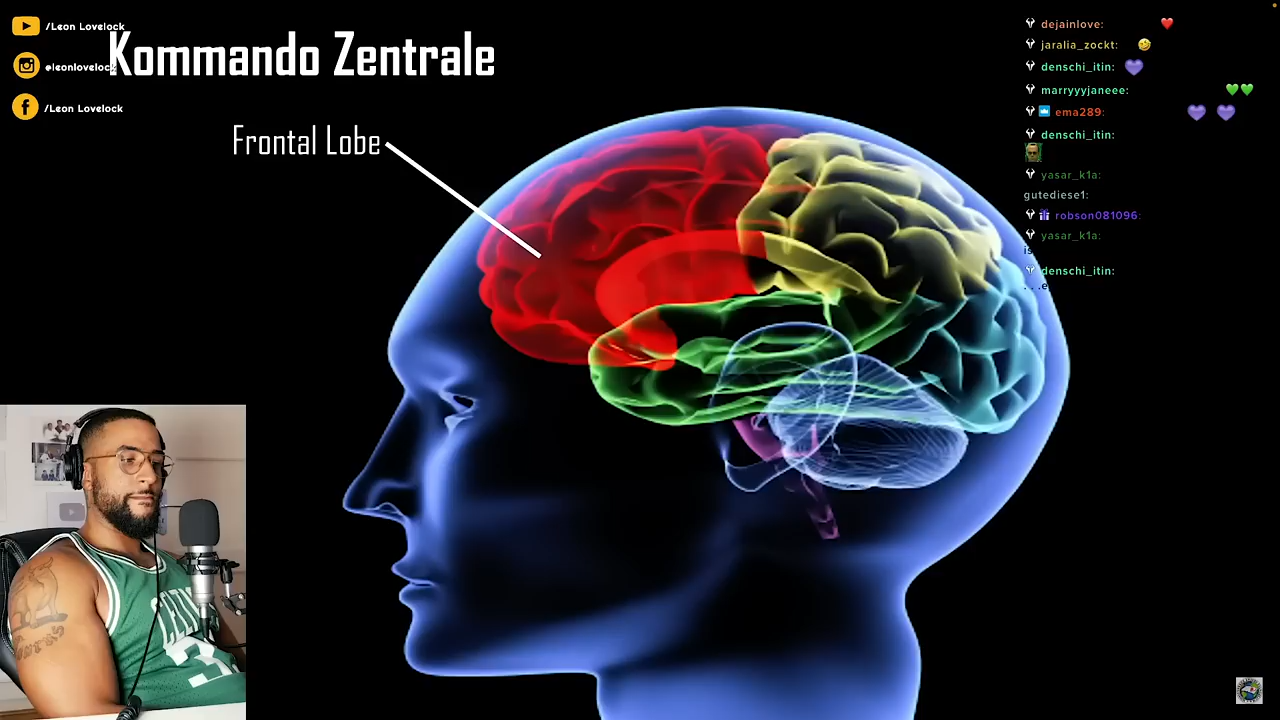 /Leon Lovelock
@leonlovelock
/Leon Lovelock
Kommando Zentrale
Frontal Lobe
dejainlove:
jaralia_zockt:
denschi_itin:
marryyyjaneee:
ema289:
denschi_itin:
yasar_k1a:
gutediese1:
robson081096:
yasar_k1a:
is
denschi_itin:
. . .e